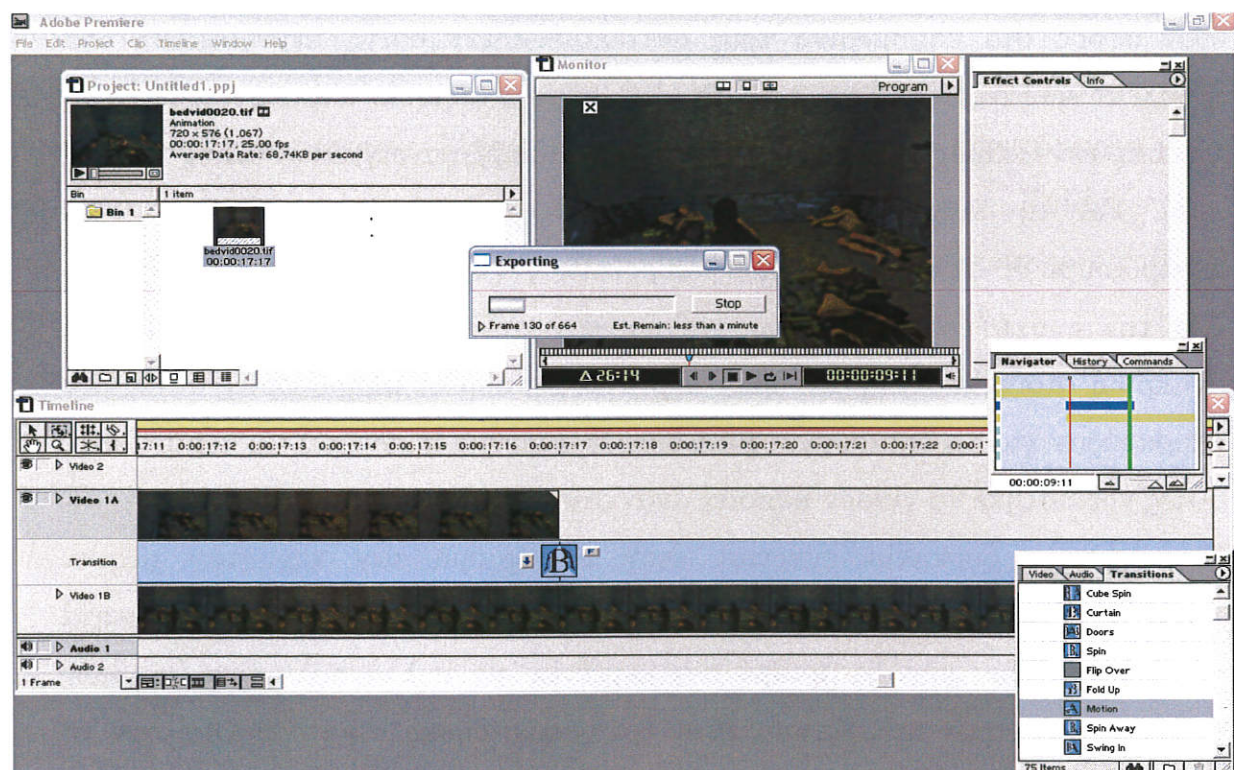 Adobe Premiere
File Edit Project Clip Timeline Window Help
Project: Untitled1.ppj
bedvid0020.tif
Animation
720 x 576 (1,067)
00:00:17:17, 25,00 fps
Average Data Rate: 68,74KB per second
Bin
1 item
Bin 1
bedvid0020.tif
00:00:17:17
Monitor
Program
Exporting
Stop
Frame 130 of 664
Est. Remain: less than a minute
Δ 26:14
00:00:09:11
Effect Controls
Info
Navigator
History
Commands
00:00:09:11
Timeline
17:11 0:00:17:12 0:00:17:13 0:00:17:14 0:00:17:15 0:00:17:16 0:00:17:17 0:00:17:18 0:00:17:19 0:00:17:20 0:00:17:21 0:00:17:22 0:00:1
Video 2
Video 1A
Transition
B
Video 1B
Audio 1
Audio 2
1 Frame
Video
Audio
Transitions
Cube Spin
Curtain
Doors
Spin
Flip Over
Fold Up
Motion
Spin Away
Swing In
75 Items